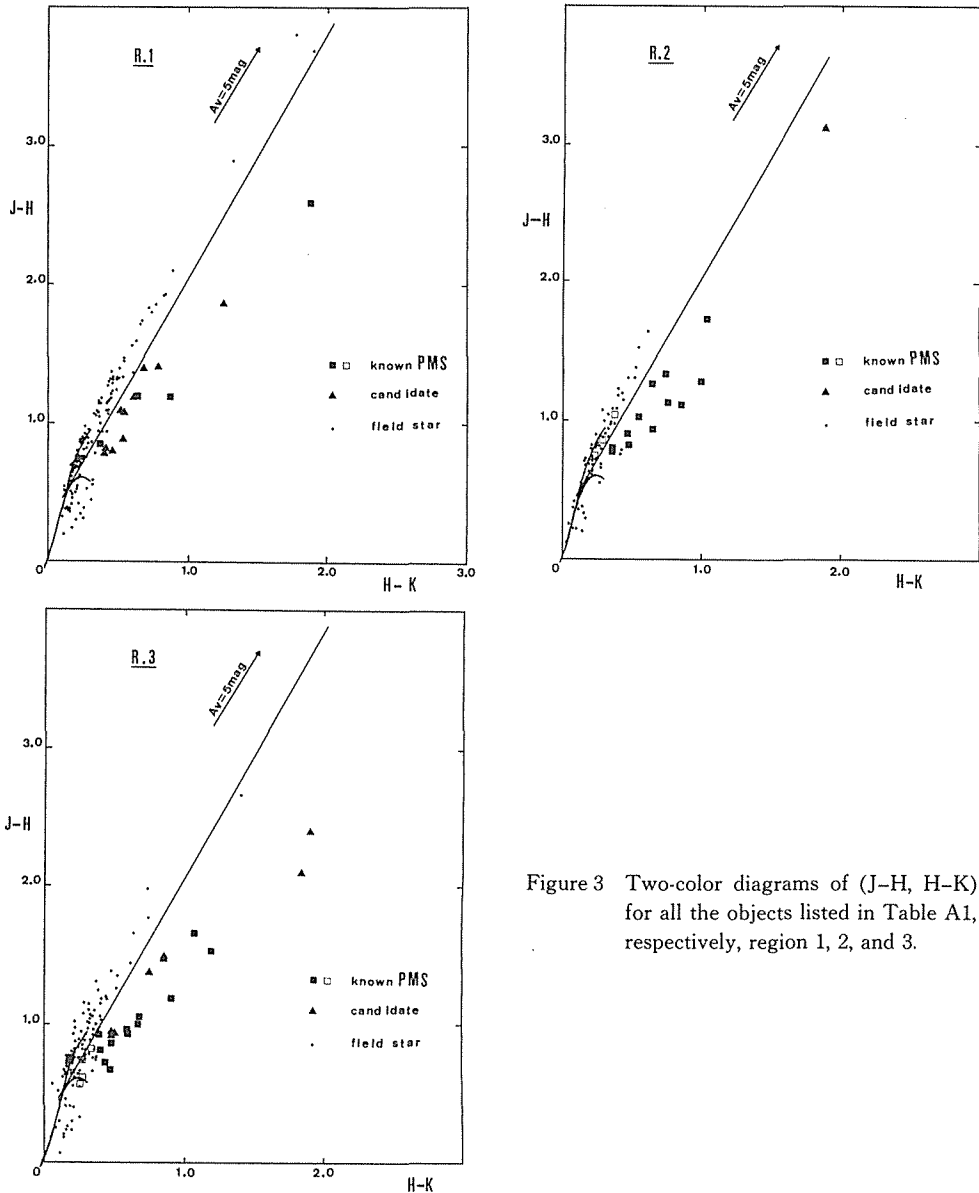 R.1
Av=5mag
3.0
J-H
2.0
known PMS
candidate
1.0
field star
0
1.0
2.0
3.0
H-K
R.2
Av=5mag
3.0
J-H
2.0
known PMS
candidate
1.0
field star
0
1.0
2.0
H-K
R.3
Av=5mag
3.0
J-H
2.0
known PMS
candidate
1.0
field star
0
1.0
2.0
H-K
Figure 3 Two-color diagrams of (J–H, H–K)
for all the objects listed in Table A1,
respectively, region 1, 2, and 3.